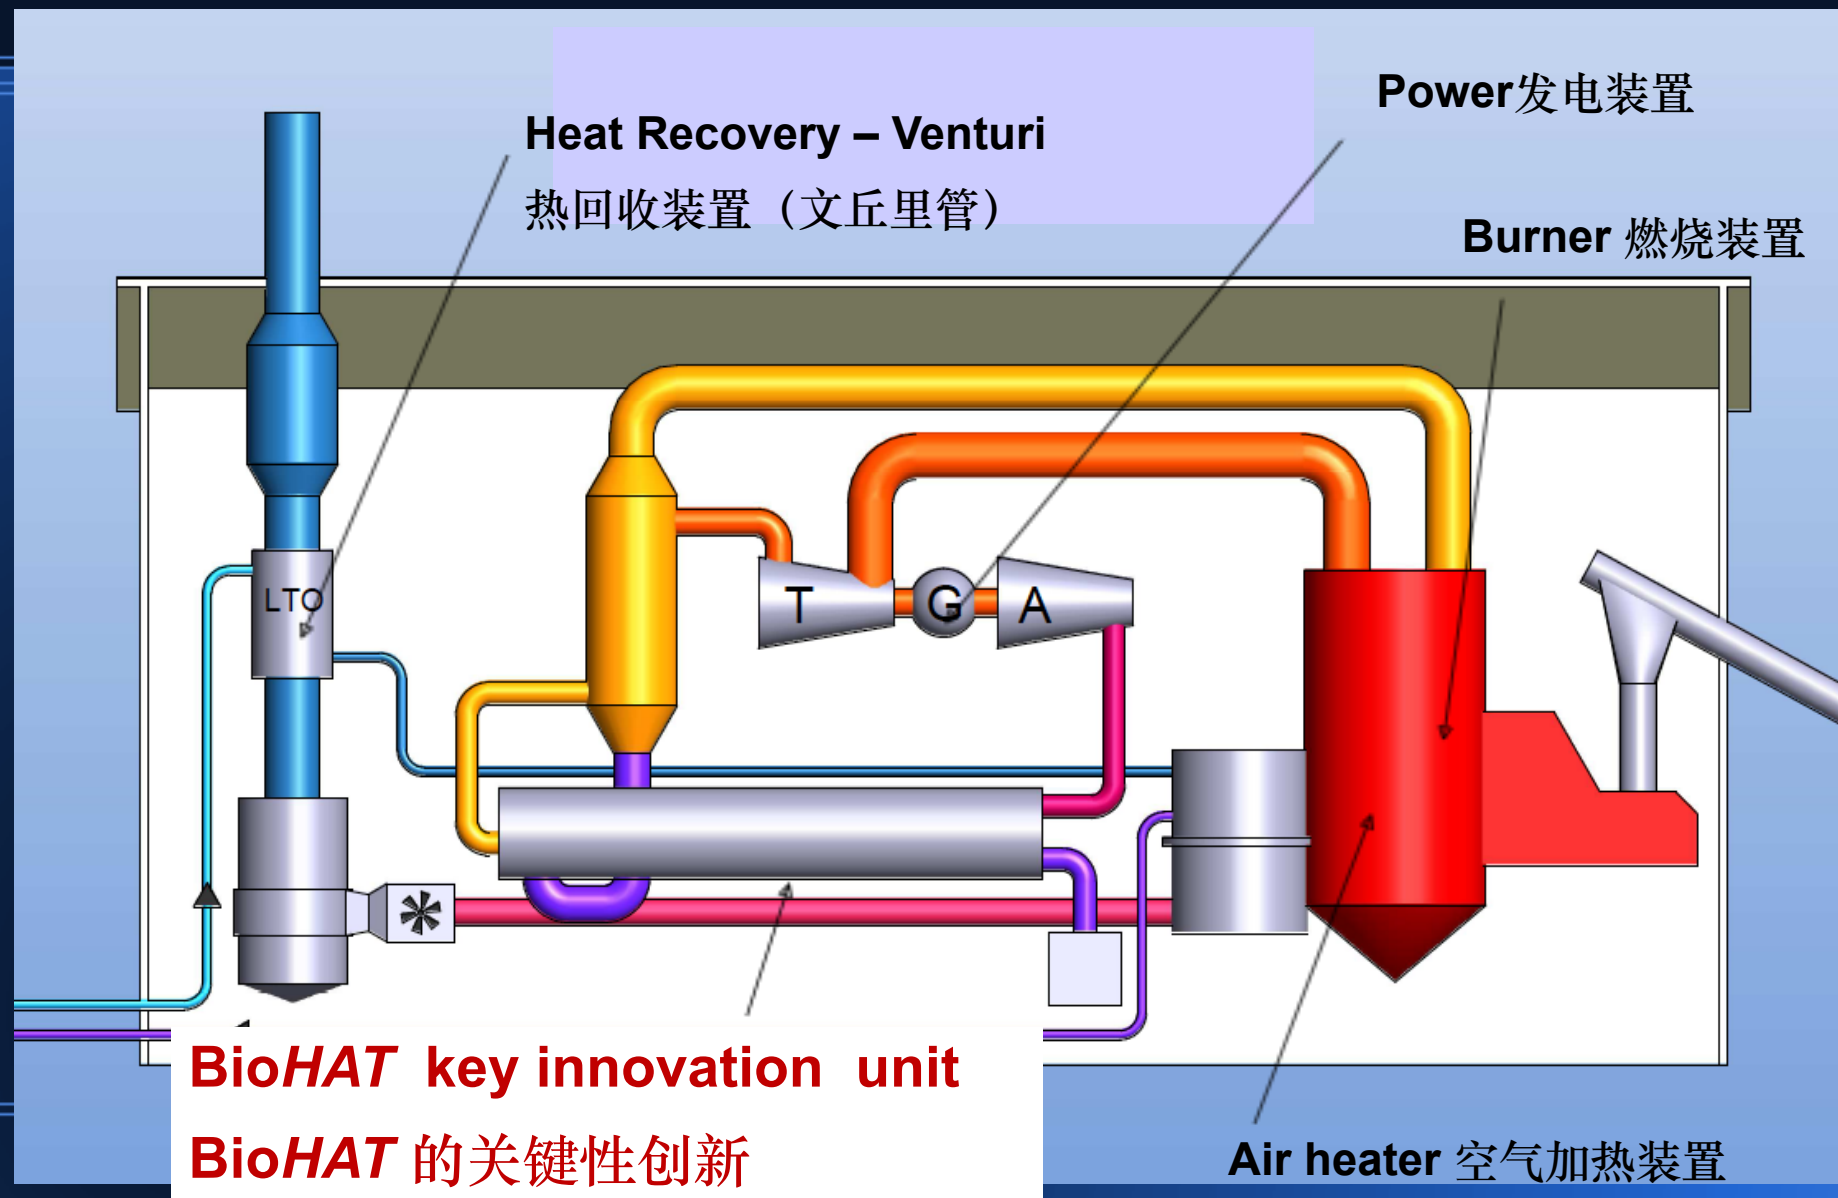 Power发电装置
Heat Recovery – Venturi
热回收装置（文丘里管）
Burner 燃烧装置
LTO
T
G
A
BioHAT key innovation unit
BioHAT 的关键性创新
Air heater 空气加热装置